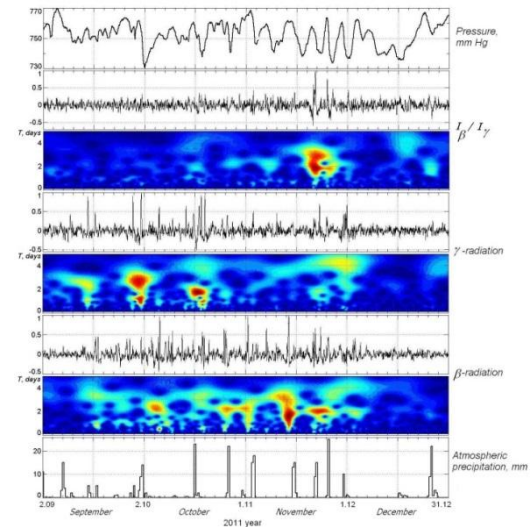 770
750
730
Pressure,
mm Hg
1
0.5
0
-0.5
T, days
4
2
0
I_β / I_γ
1
0.5
0
-0.5
T, days
4
2
0
γ-radiation
1
0.5
0
-0.5
T, days
4
2
0
β-radiation
20
10
0
Atmospheric
precipitation, mm
2.09 2.10 1.11 1.12 31.12
September October November December
2011 year